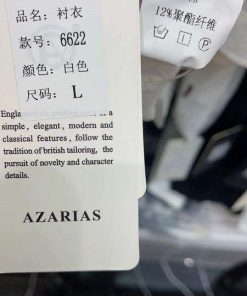 品名：衬衣
款号：6622
颜色：白色
尺码：L
12%聚酯纤维
P
simple, elegant, modern and
classical features, follow the
tradition of british tailoring, the
pursuit of novelty and character
details.
AZARIAS